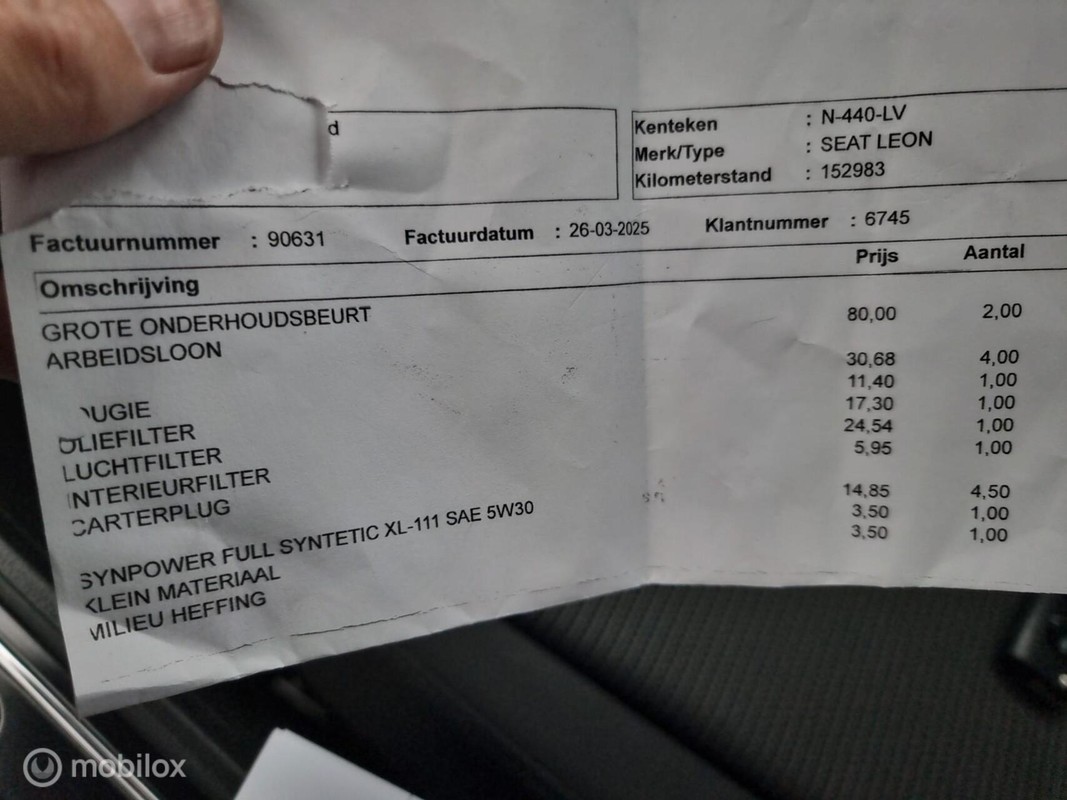 d
Kenteken : N-440-LV
Merk/Type : SEAT LEON
Kilometerstand : 152983
Factuurnummer : 90631 Factuurdatum : 26-03-2025 Klantnummer : 6745
Omschrijving Prijs Aantal
GROTE ONDERHOUDSBEURT
ARBEIDSLOON 80,00 2,00
OUGIE 30,68 4,00
OLIEFILTER 11,40 1,00
LUCHTFILTER 17,30 1,00
INTERIEURFILTER 24,54 1,00
CARTERPLUG 5,95 1,00
SYNPOWER FULL SYNTETIC XL-111 SAE 5W30 14,85 4,50
KLEIN MATERIAAL 3,50 1,00
MILIEU HEFFING 3,50 1,00
mobilox